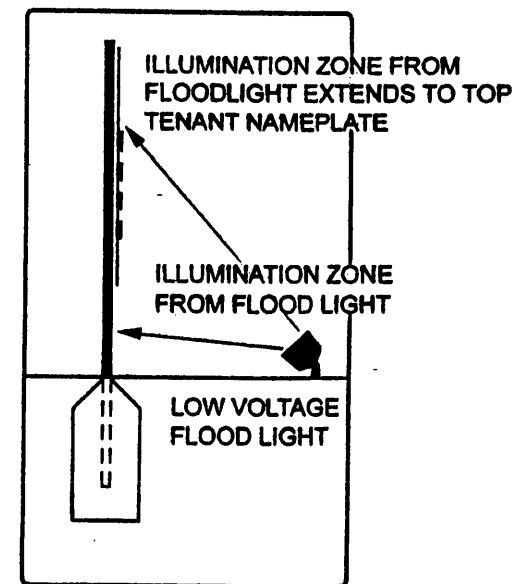 ILLUMINATION ZONE FROM
FLOODLIGHT EXTENDS TO TOP
TENANT NAMEPLATE
ILLUMINATION ZONE
FROM FLOOD LIGHT
LOW VOLTAGE
FLOOD LIGHT